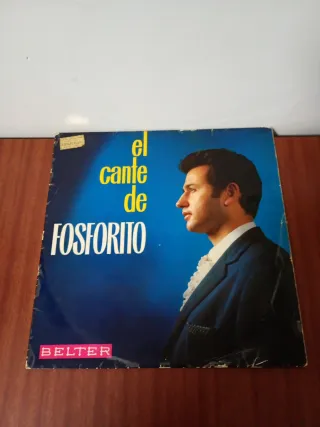 el
cante
de
FOSFORITO
BELTER